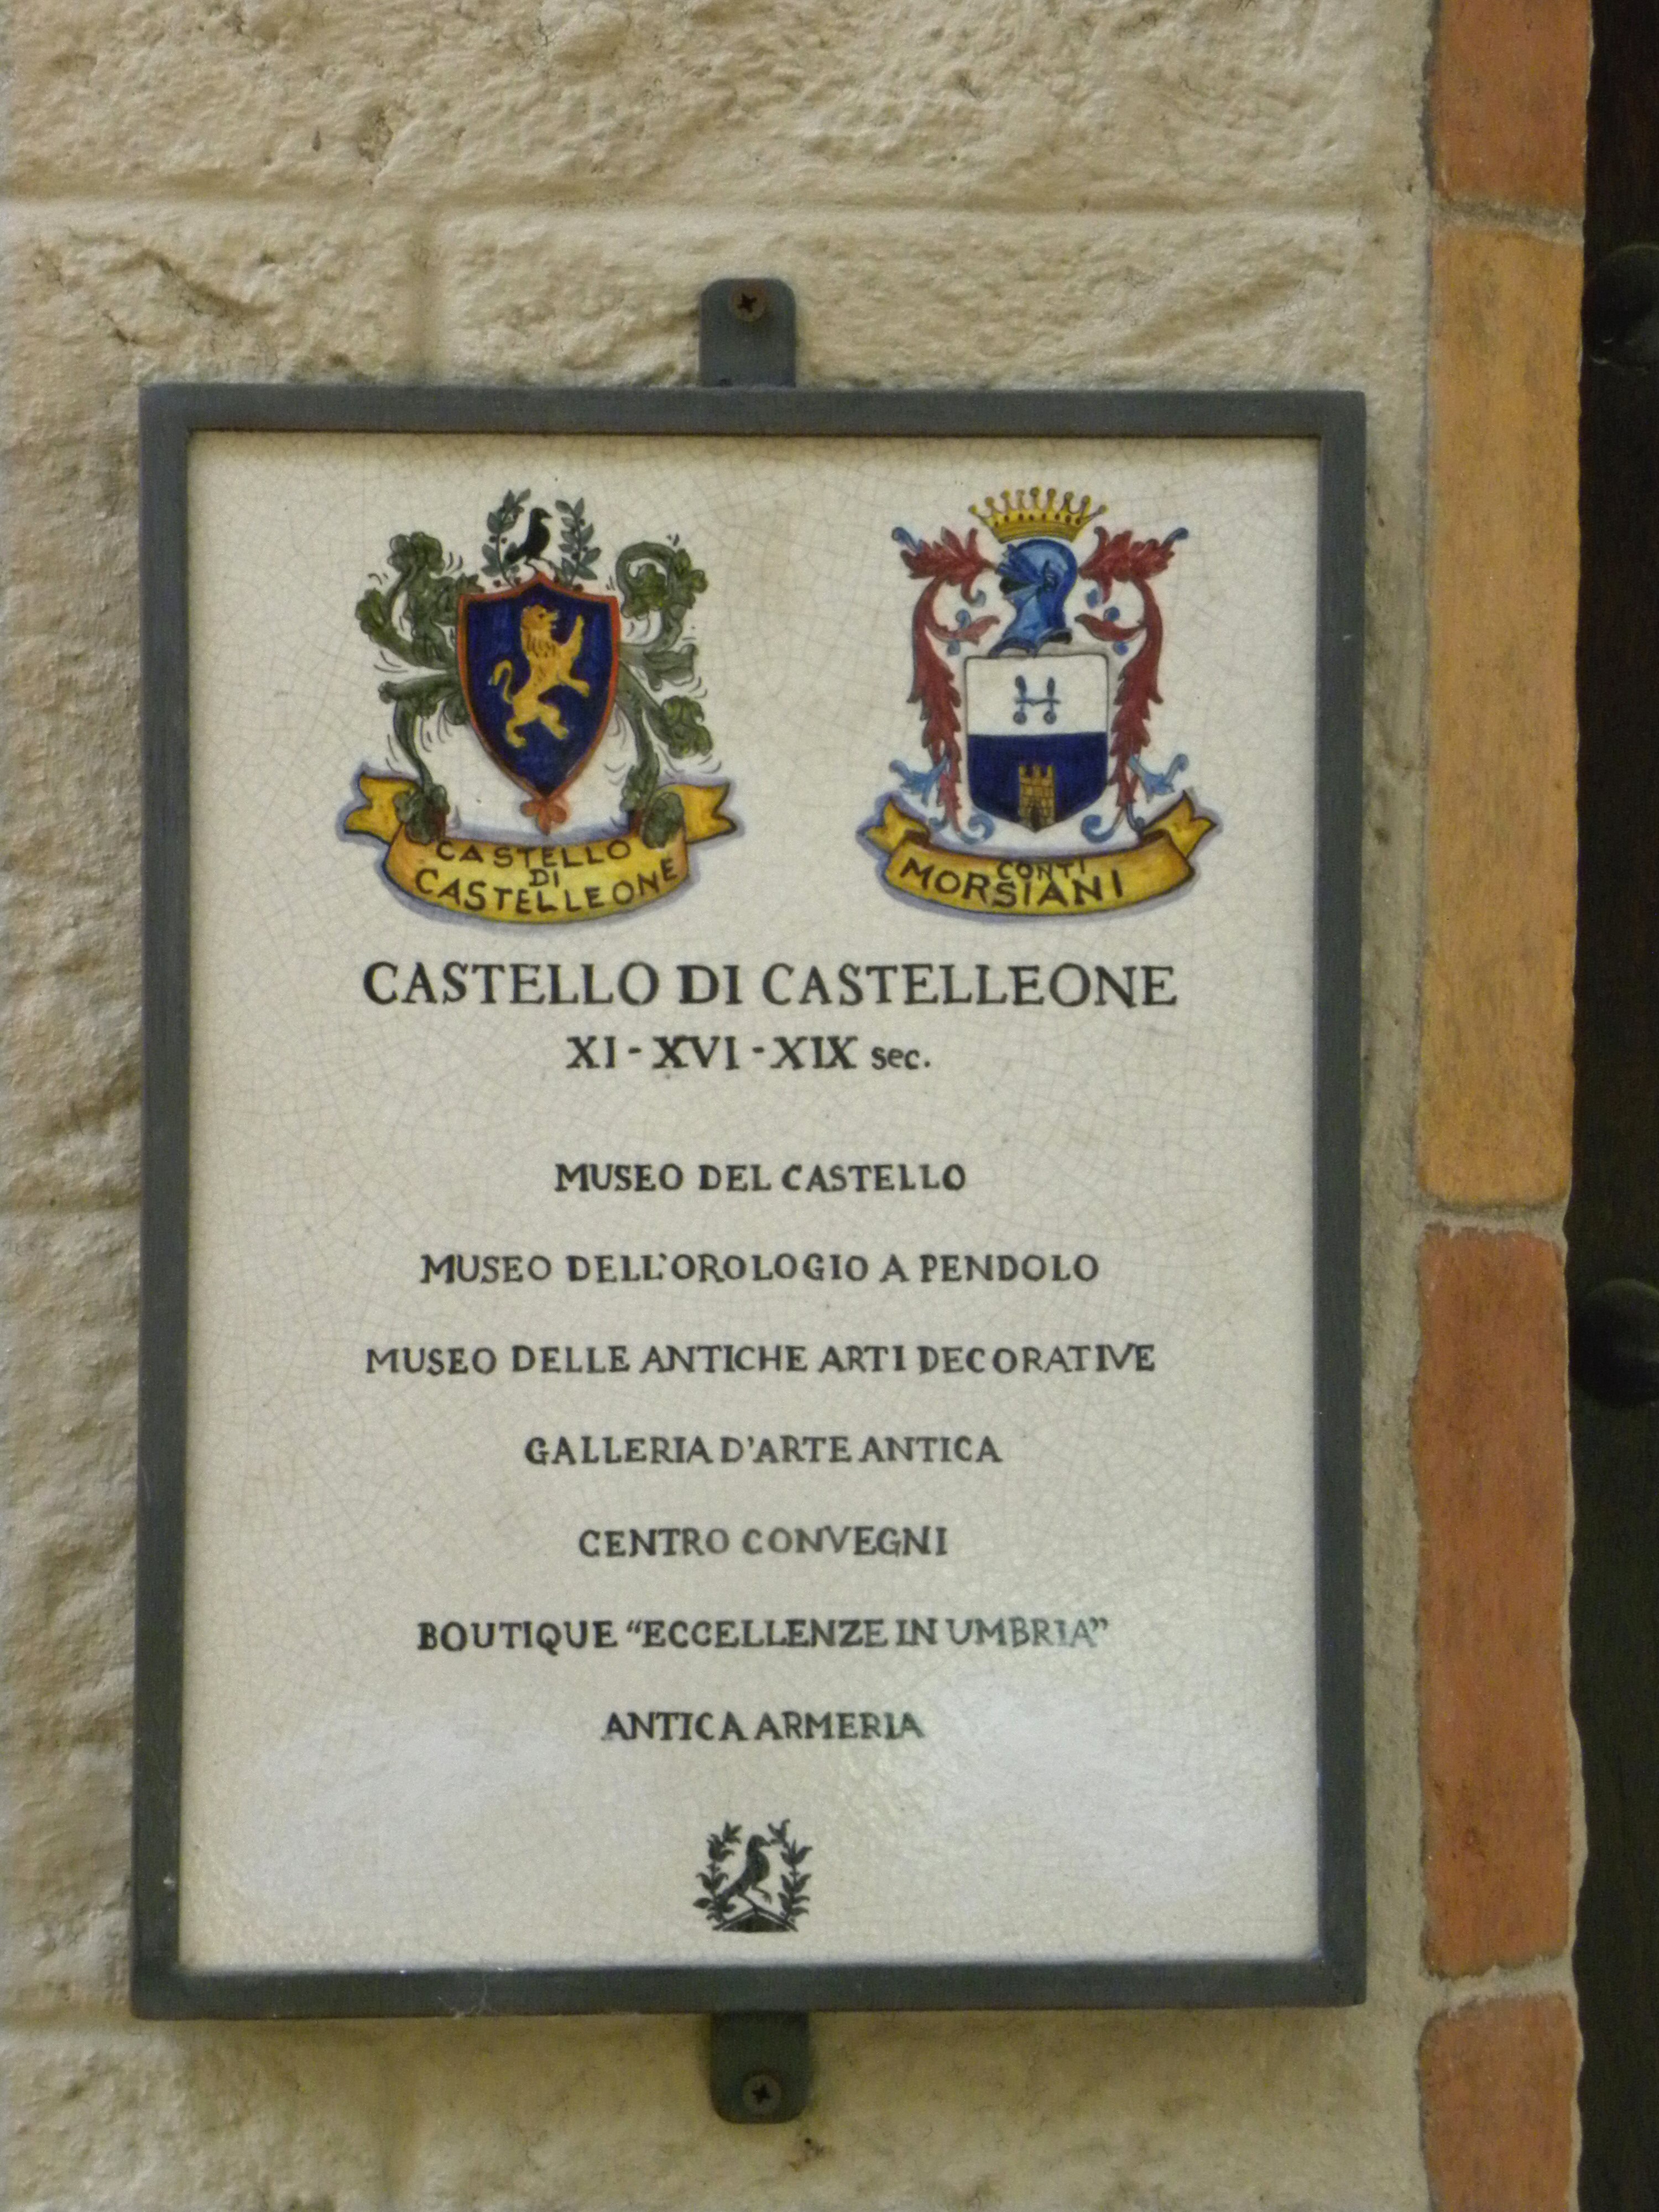 CASTELLO
DI
CASTELLEONE
CONTI
MORSIANI
CASTELLO DI CASTELLEONE
XI - XVI - XIX sec.
MUSEO DEL CASTELLO
MUSEO DELL'OROLOGIO A PENDOLO
MUSEO DELLE ANTICHE ARTI DECORATIVE
GALLERIA D'ARTE ANTICA
CENTRO CONVEGNI
BOUTIQUE “ECCELLENZE IN UMBRIA”
ANTICA ARMERIA